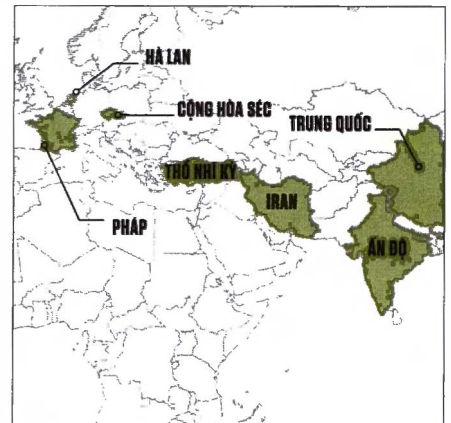 HÀ LAN
CỘNG HÒA SÉC
TRUNG QUỐC
THỔ NHĨ KỲ
IRAN
PHÁP
ẤN ĐỘ